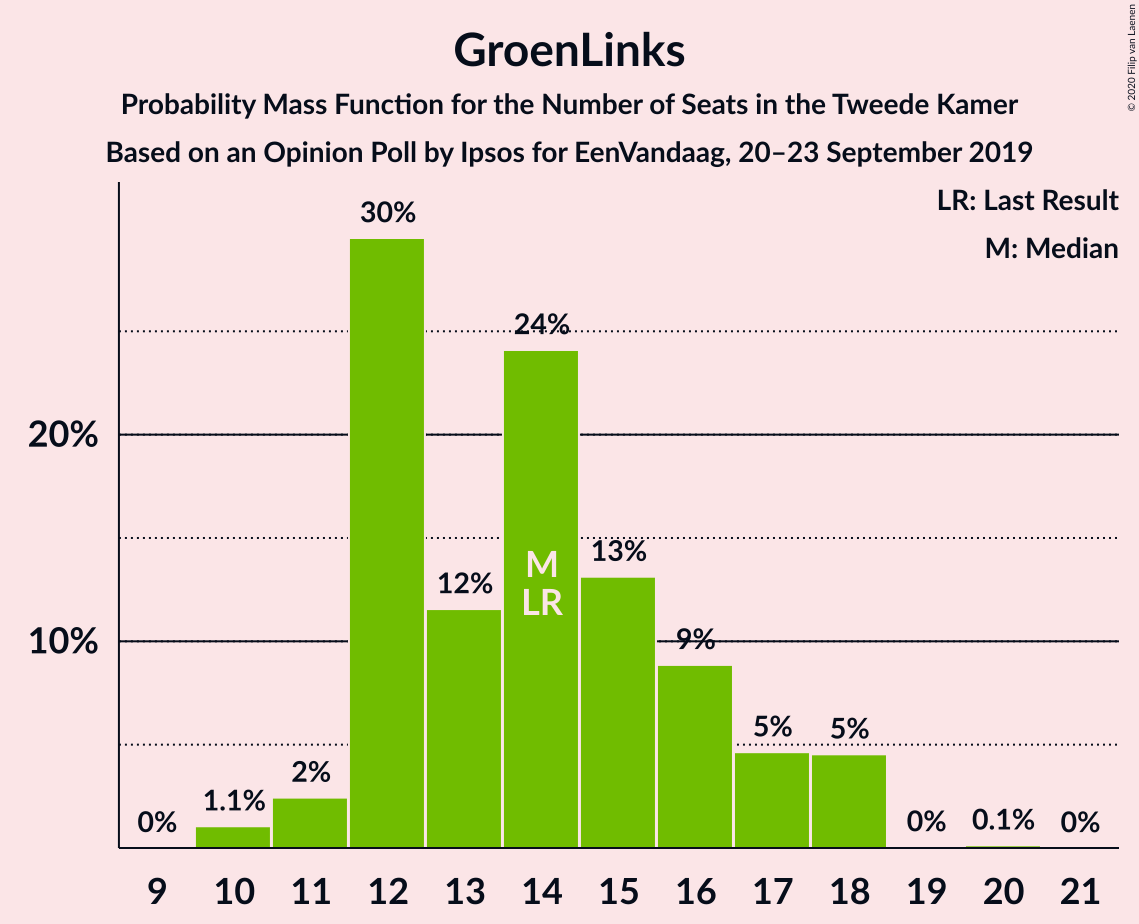 GroenLinks
Probability Mass Function for the Number of Seats in the Tweede Kamer
Based on an Opinion Poll by Ipsos for EenVandaag, 20–23 September 2019
© 2020 Filip van Laenen
LR: Last Result
M: Median
30%
24%
20%
M
LR
13%
12%
10%
9%
5%
5%
2%
1.1%
0%
0%
0.1%
0%
9 10 11 12 13 14 15 16 17 18 19 20 21